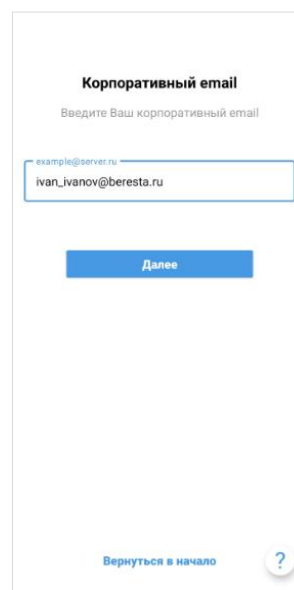 Корпоративный email
Введите Ваш корпоративный email
example@server.ru
ivan_ivanov@beresta.ru
Далее
Вернуться в начало
?